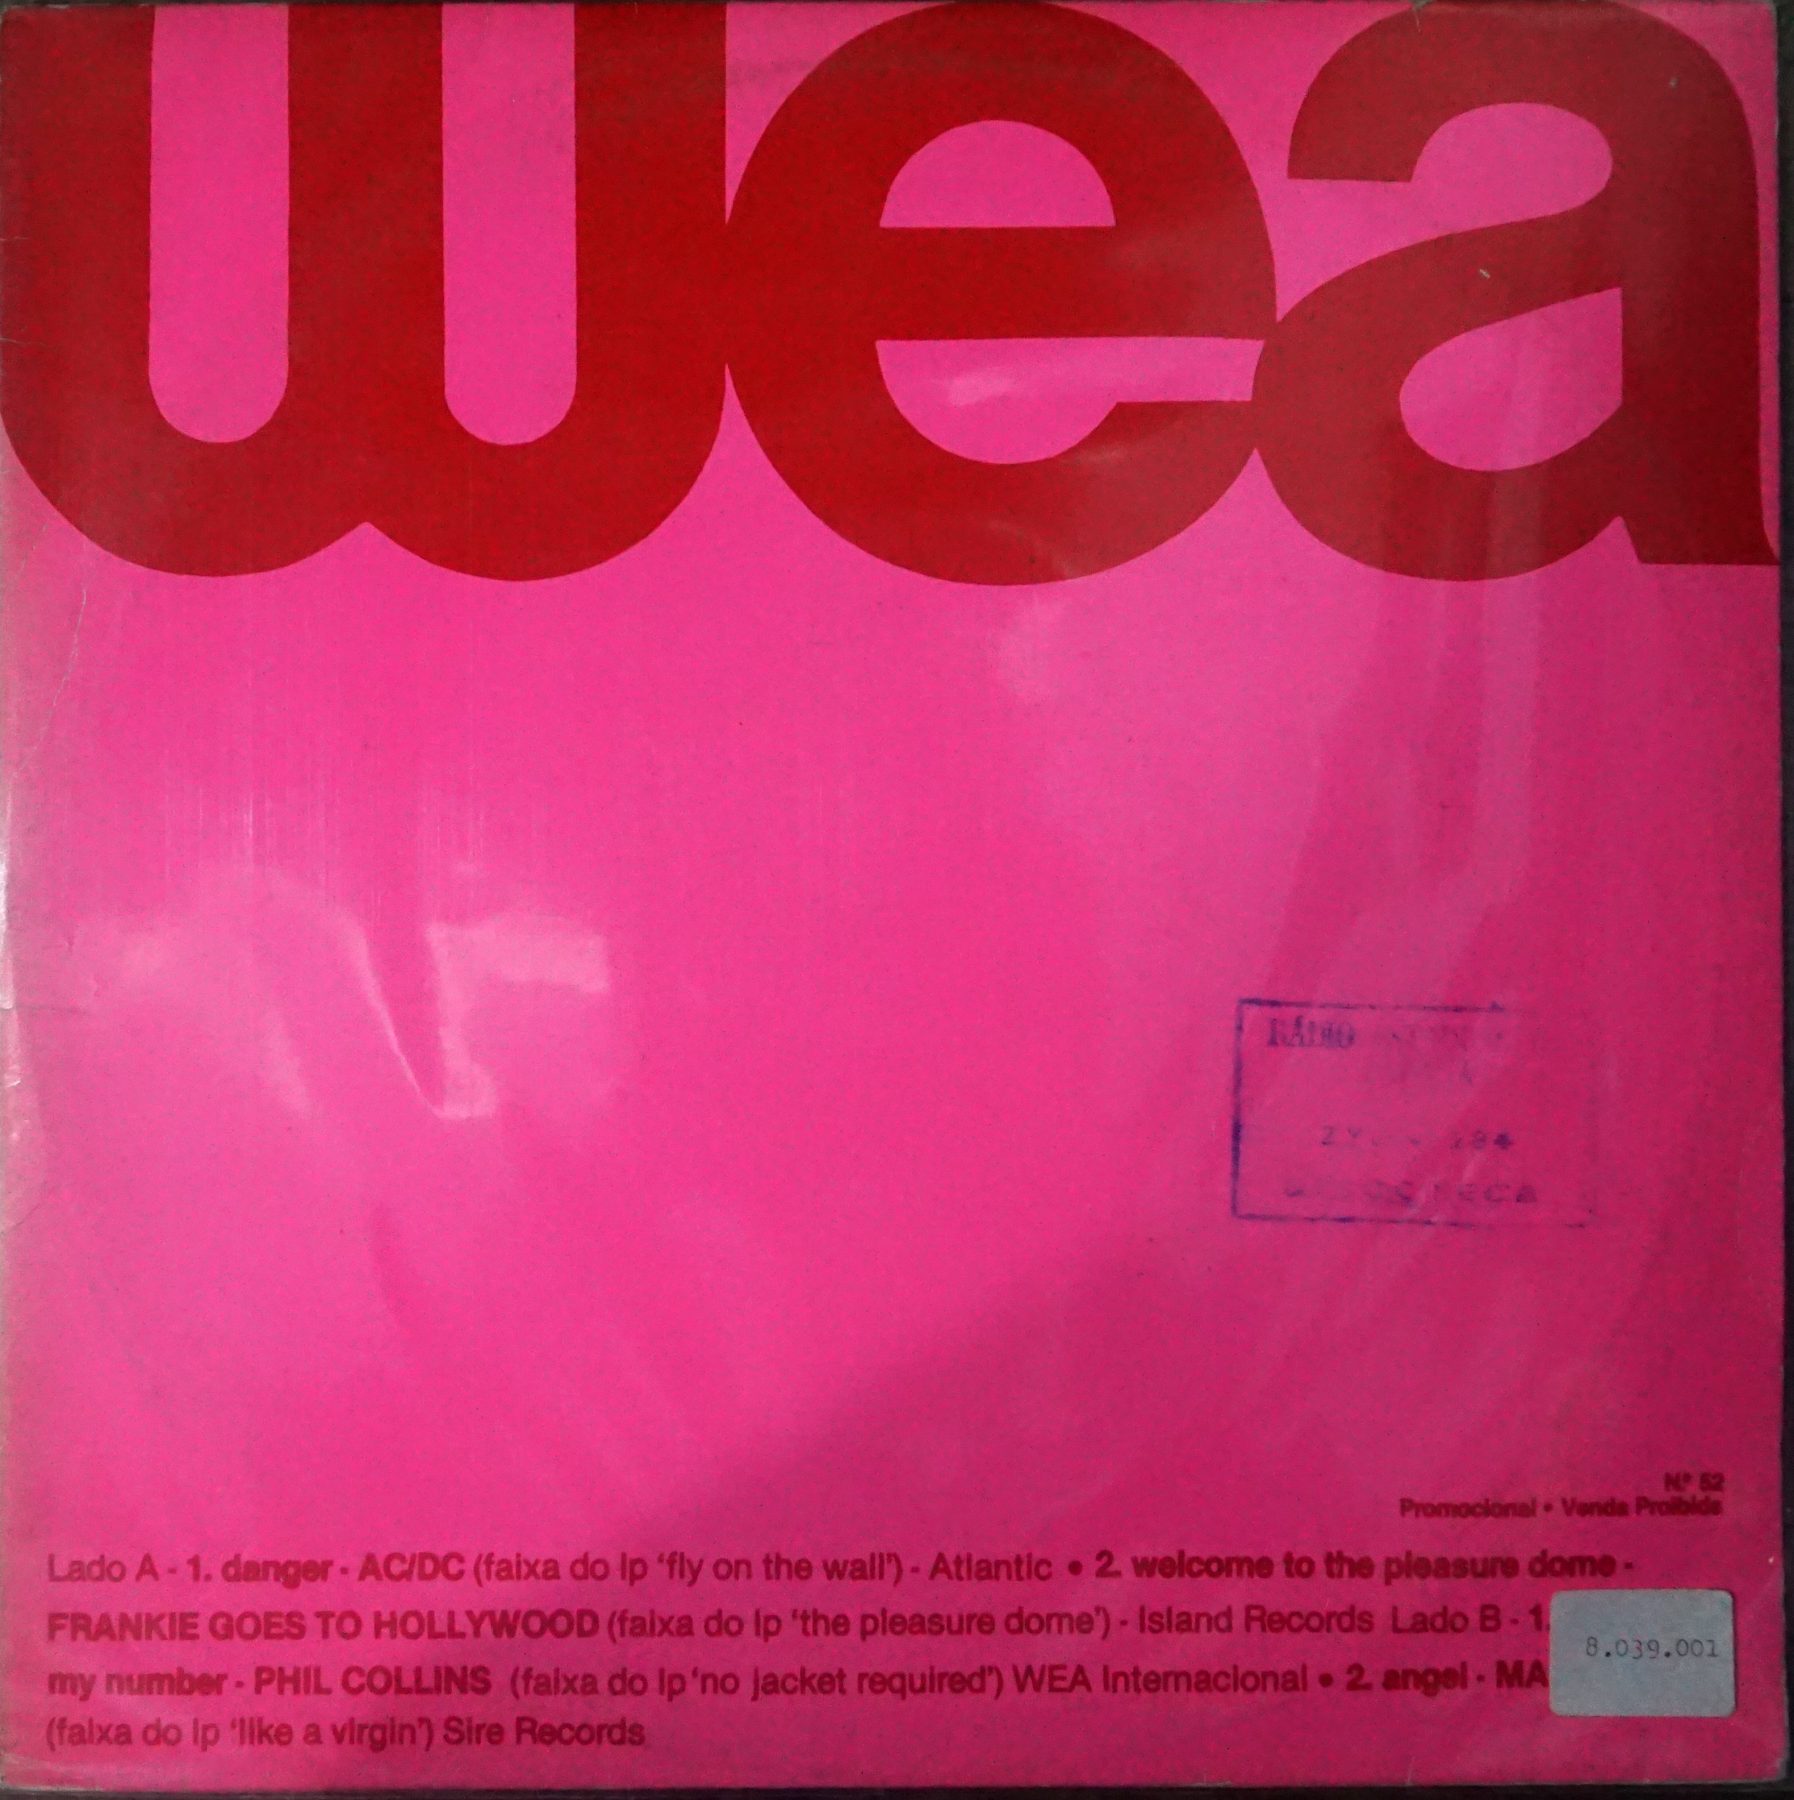 wea
RÁDIO
Nº 52
Promocional • Venda Proibida
Lado A - 1. danger - AC/DC (faixa do lp ‘fly on the wall’) - Atlantic • 2. welcome to the pleasure dome -
FRANKIE GOES TO HOLLYWOOD (faixa do lp ‘the pleasure dome’) - Island Records Lado B - 1.
my number - PHIL COLLINS (faixa do lp ‘no jacket required’) WEA Internacional • 2. angel - MA
(faixa do lp ‘like a virgin’) Sire Records
8.039.001